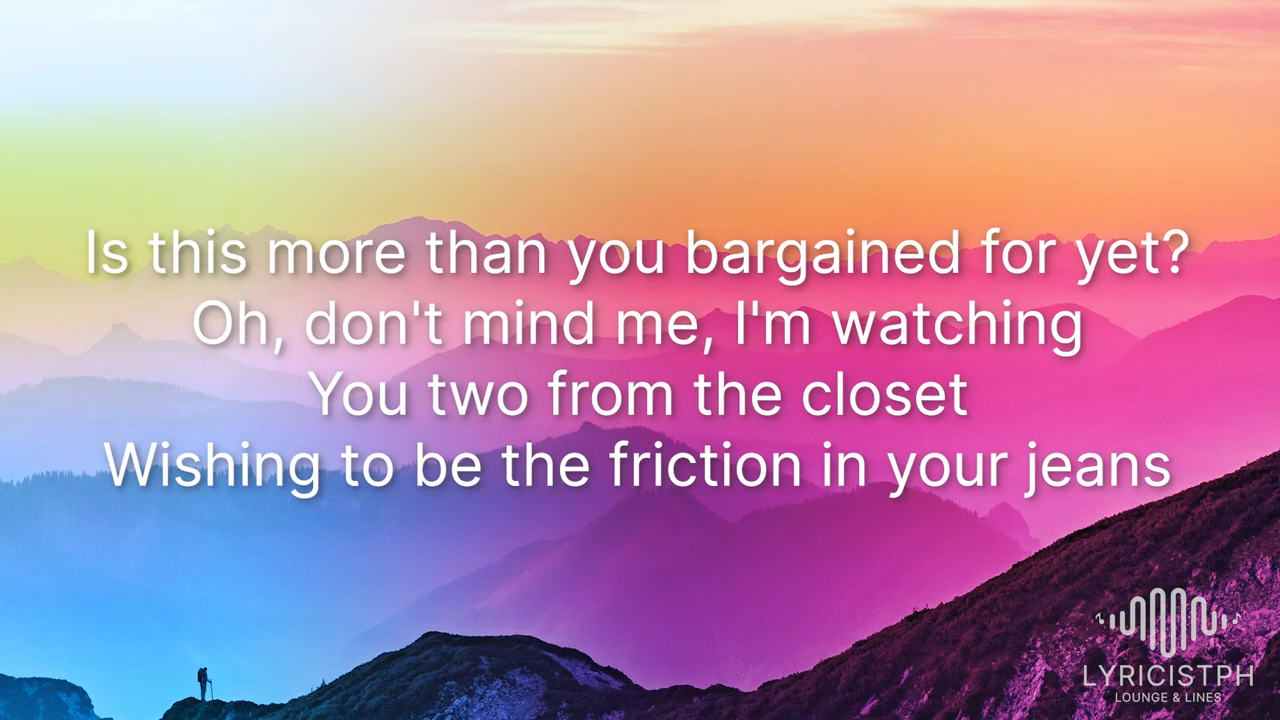 Is this more than you bargained for yet?
Oh, don't mind me, I'm watching
You two from the closet
Wishing to be the friction in your jeans
LYRICISTPH
LOUNGE & LINES